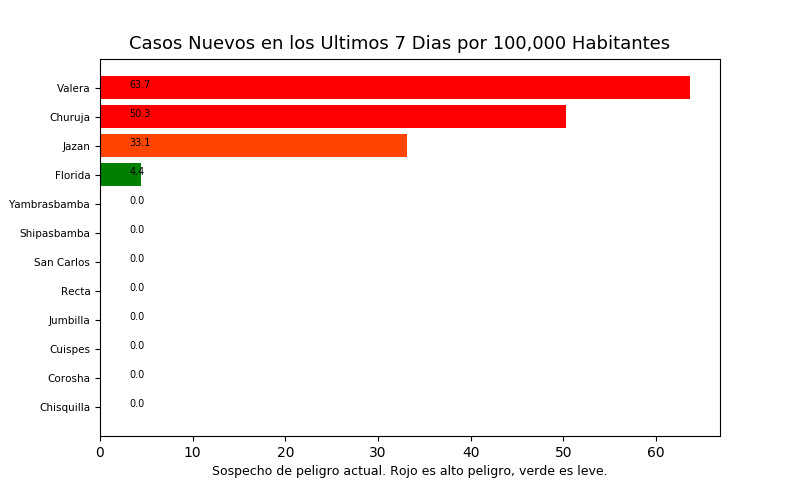 Casos Nuevos en los Ultimos 7 Dias por 100,000 Habitantes
Valera 63.7
Churuja 50.3
Jazan 33.1
Florida 4.4
Yambrasbamba 0.0
Shipasbamba 0.0
San Carlos 0.0
Recta 0.0
Jumbilla 0.0
Cuispes 0.0
Corosha 0.0
Chisquilla 0.0
0 10 20 30 40 50 60
Sospecho de peligro actual. Rojo es alto peligro, verde es leve.